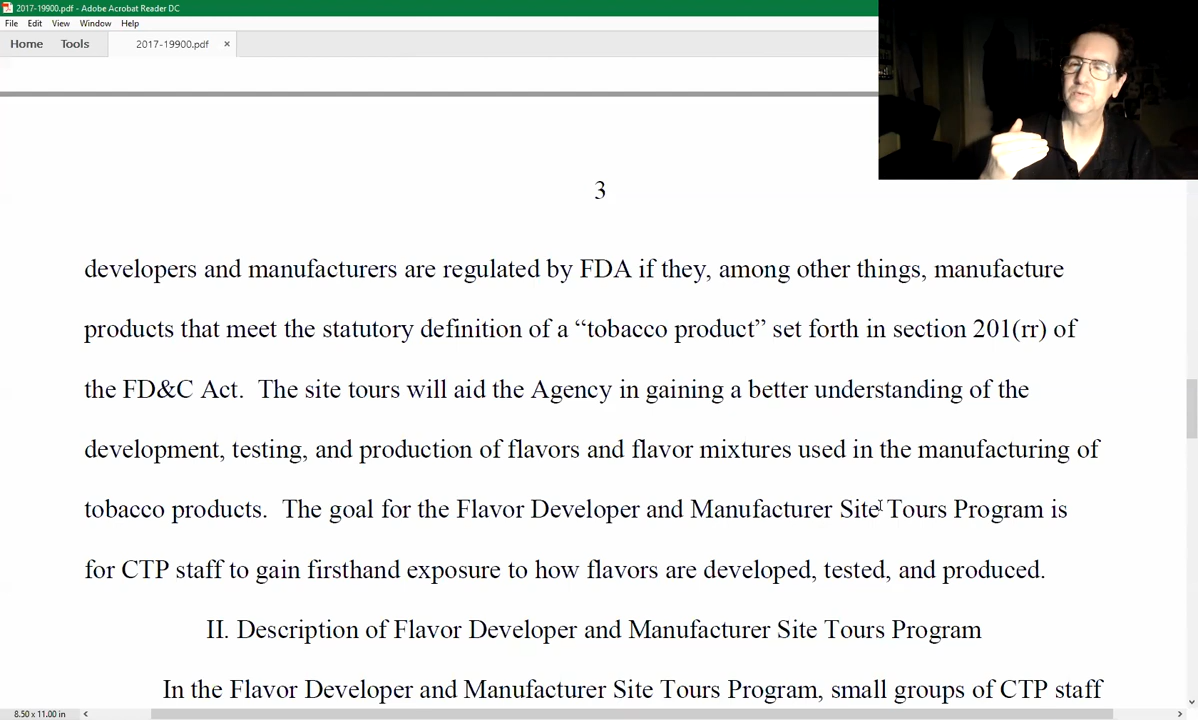 2017-19900.pdf - Adobe Acrobat Reader DC
File Edit View Window Help
Home Tools 2017-19900.pdf ×
3
developers and manufacturers are regulated by FDA if they, among other things, manufacture
products that meet the statutory definition of a “tobacco product” set forth in section 201(rr) of
the FD&C Act. The site tours will aid the Agency in gaining a better understanding of the
development, testing, and production of flavors and flavor mixtures used in the manufacturing of
tobacco products. The goal for the Flavor Developer and Manufacturer Site Tours Program is
for CTP staff to gain firsthand exposure to how flavors are developed, tested, and produced.
II. Description of Flavor Developer and Manufacturer Site Tours Program
In the Flavor Developer and Manufacturer Site Tours Program, small groups of CTP staff
8.50 x 11.00 in